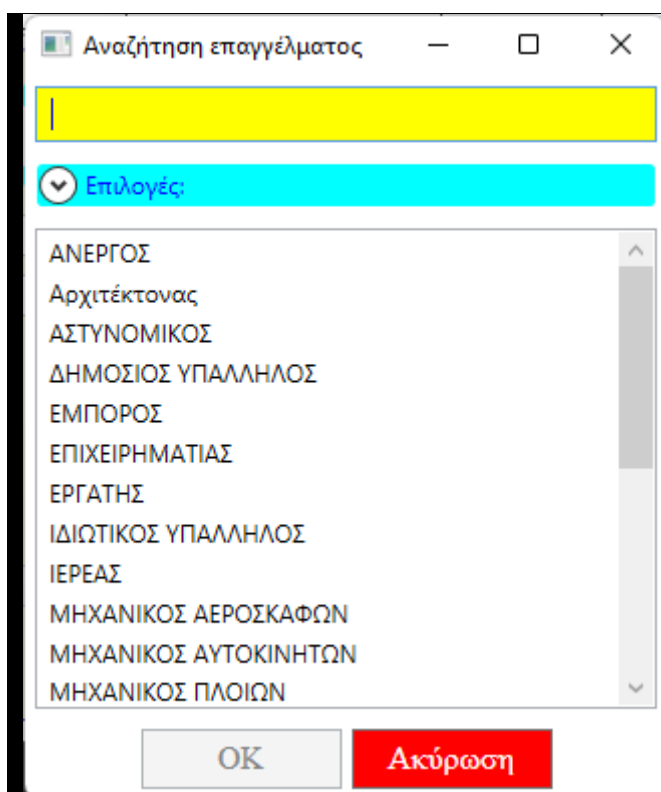 Αναζήτηση επαγγέλματος
Επιλογές:
ΑΝΕΡΓΟΣ
Αρχιτέκτονας
ΑΣΤΥΝΟΜΙΚΟΣ
ΔΗΜΟΣΙΟΣ ΥΠΑΛΛΗΛΟΣ
ΕΜΠΟΡΟΣ
ΕΠΙΧΕΙΡΗΜΑΤΙΑΣ
ΕΡΓΑΤΗΣ
ΙΔΙΩΤΙΚΟΣ ΥΠΑΛΛΗΛΟΣ
ΙΕΡΕΑΣ
ΜΗΧΑΝΙΚΟΣ ΑΕΡΟΣΚΑΦΩΝ
ΜΗΧΑΝΙΚΟΣ ΑΥΤΟΚΙΝΗΤΩΝ
ΜΗΧΑΝΙΚΟΣ ΠΛΟΙΩΝ
OK Ακύρωση